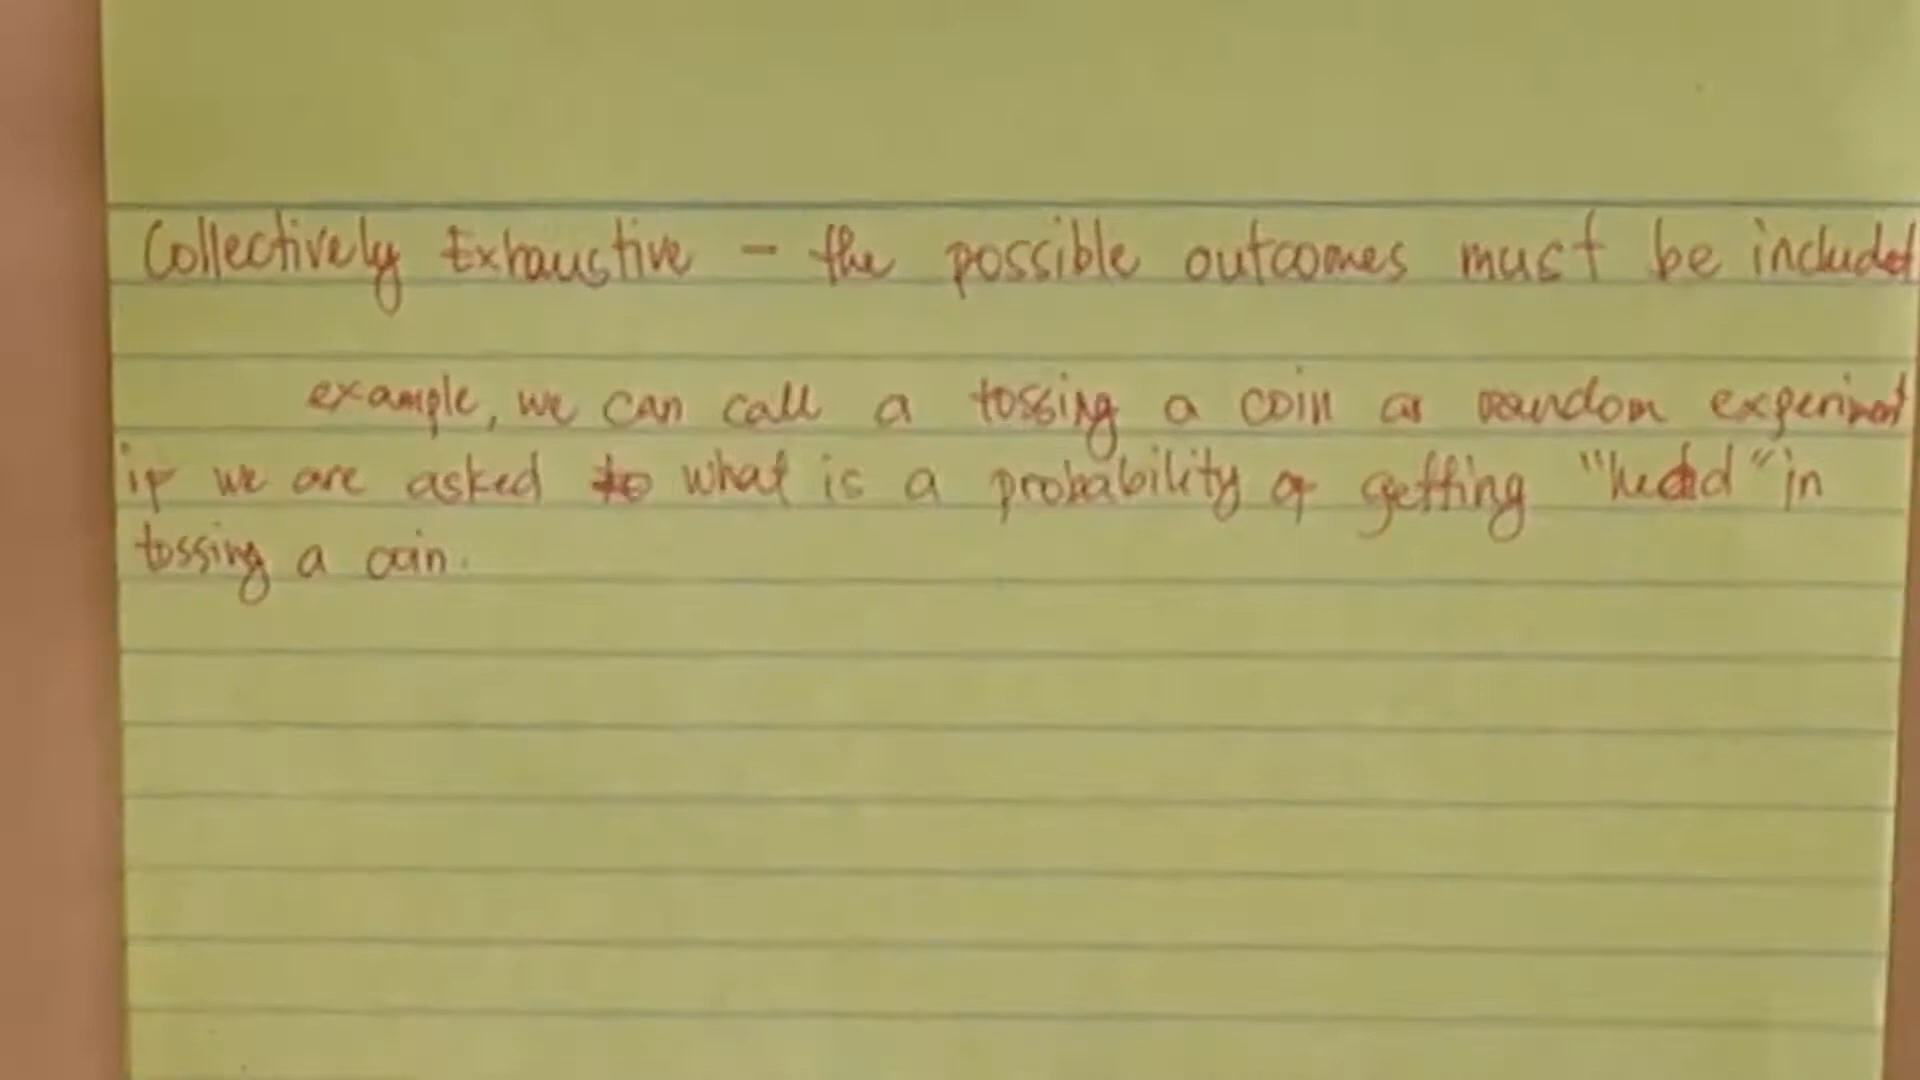 Collectively Exhaustive - the possible outcomes must be included
example, we can call a tossing a coin as random experiment
if we are asked to what is a probability of getting "head" in
tossing a coin.